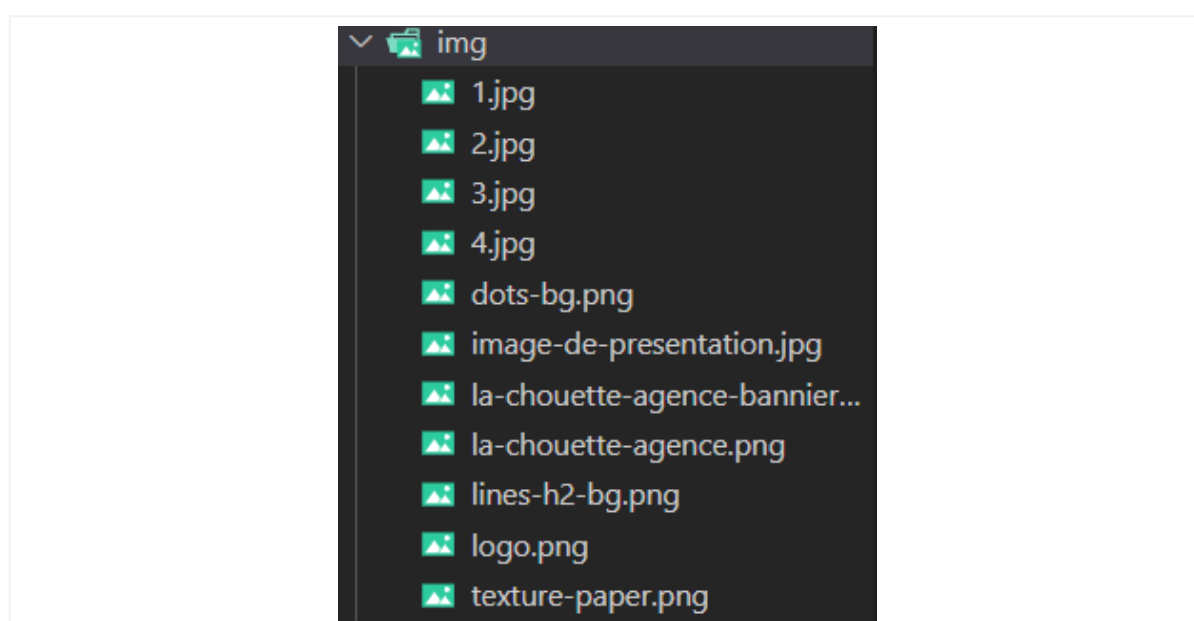 img
1.jpg
2.jpg
3.jpg
4.jpg
dots-bg.png
image-de-presentation.jpg
la-chouette-agence-bannier...
la-chouette-agence.png
lines-h2-bg.png
logo.png
texture-paper.png